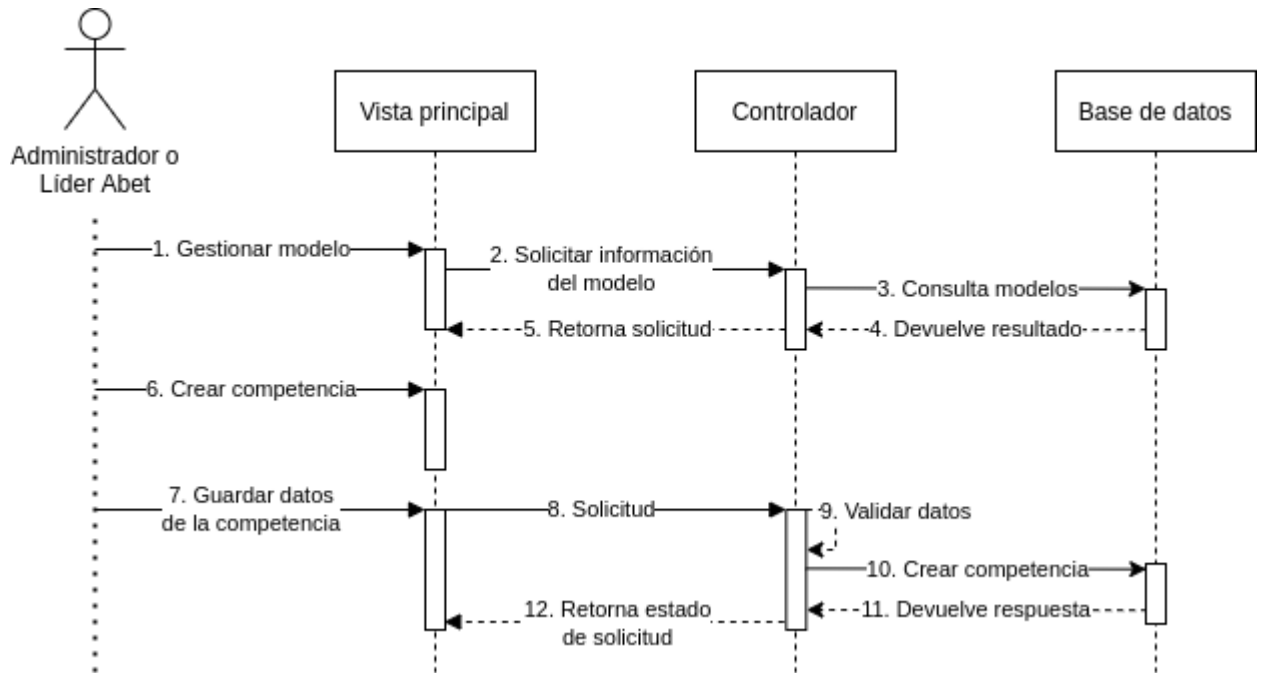 Vista principal
Controlador
Base de datos
Administrador o
Líder Abet
1. Gestionar modelo
2. Solicitar información
del modelo
3. Consulta modelos
5. Retorna solicitud
4. Devuelve resultado
6. Crear competencia
7. Guardar datos
de la competencia
8. Solicitud
9. Validar datos
10. Crear competencia
12. Retorna estado
de solicitud
11. Devuelve respuesta